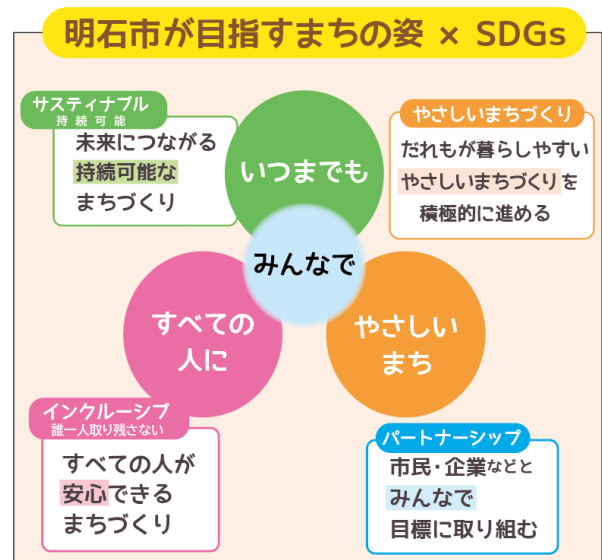 明石市が目指すまちの姿 × SDGs
サスティナブル
持続可能
未来につながる
持続可能な
まちづくり
いつまでも
やさしいまちづくり
だれもが暮らしやすい
やさしいまちづくりを
積極的に進める
みんなで
すべての
人に
やさしい
まち
インクルーシブ
誰一人取り残さない
すべての人が
安心できる
まちづくり
パートナーシップ
市民・企業などと
みんなで
目標に取り組む